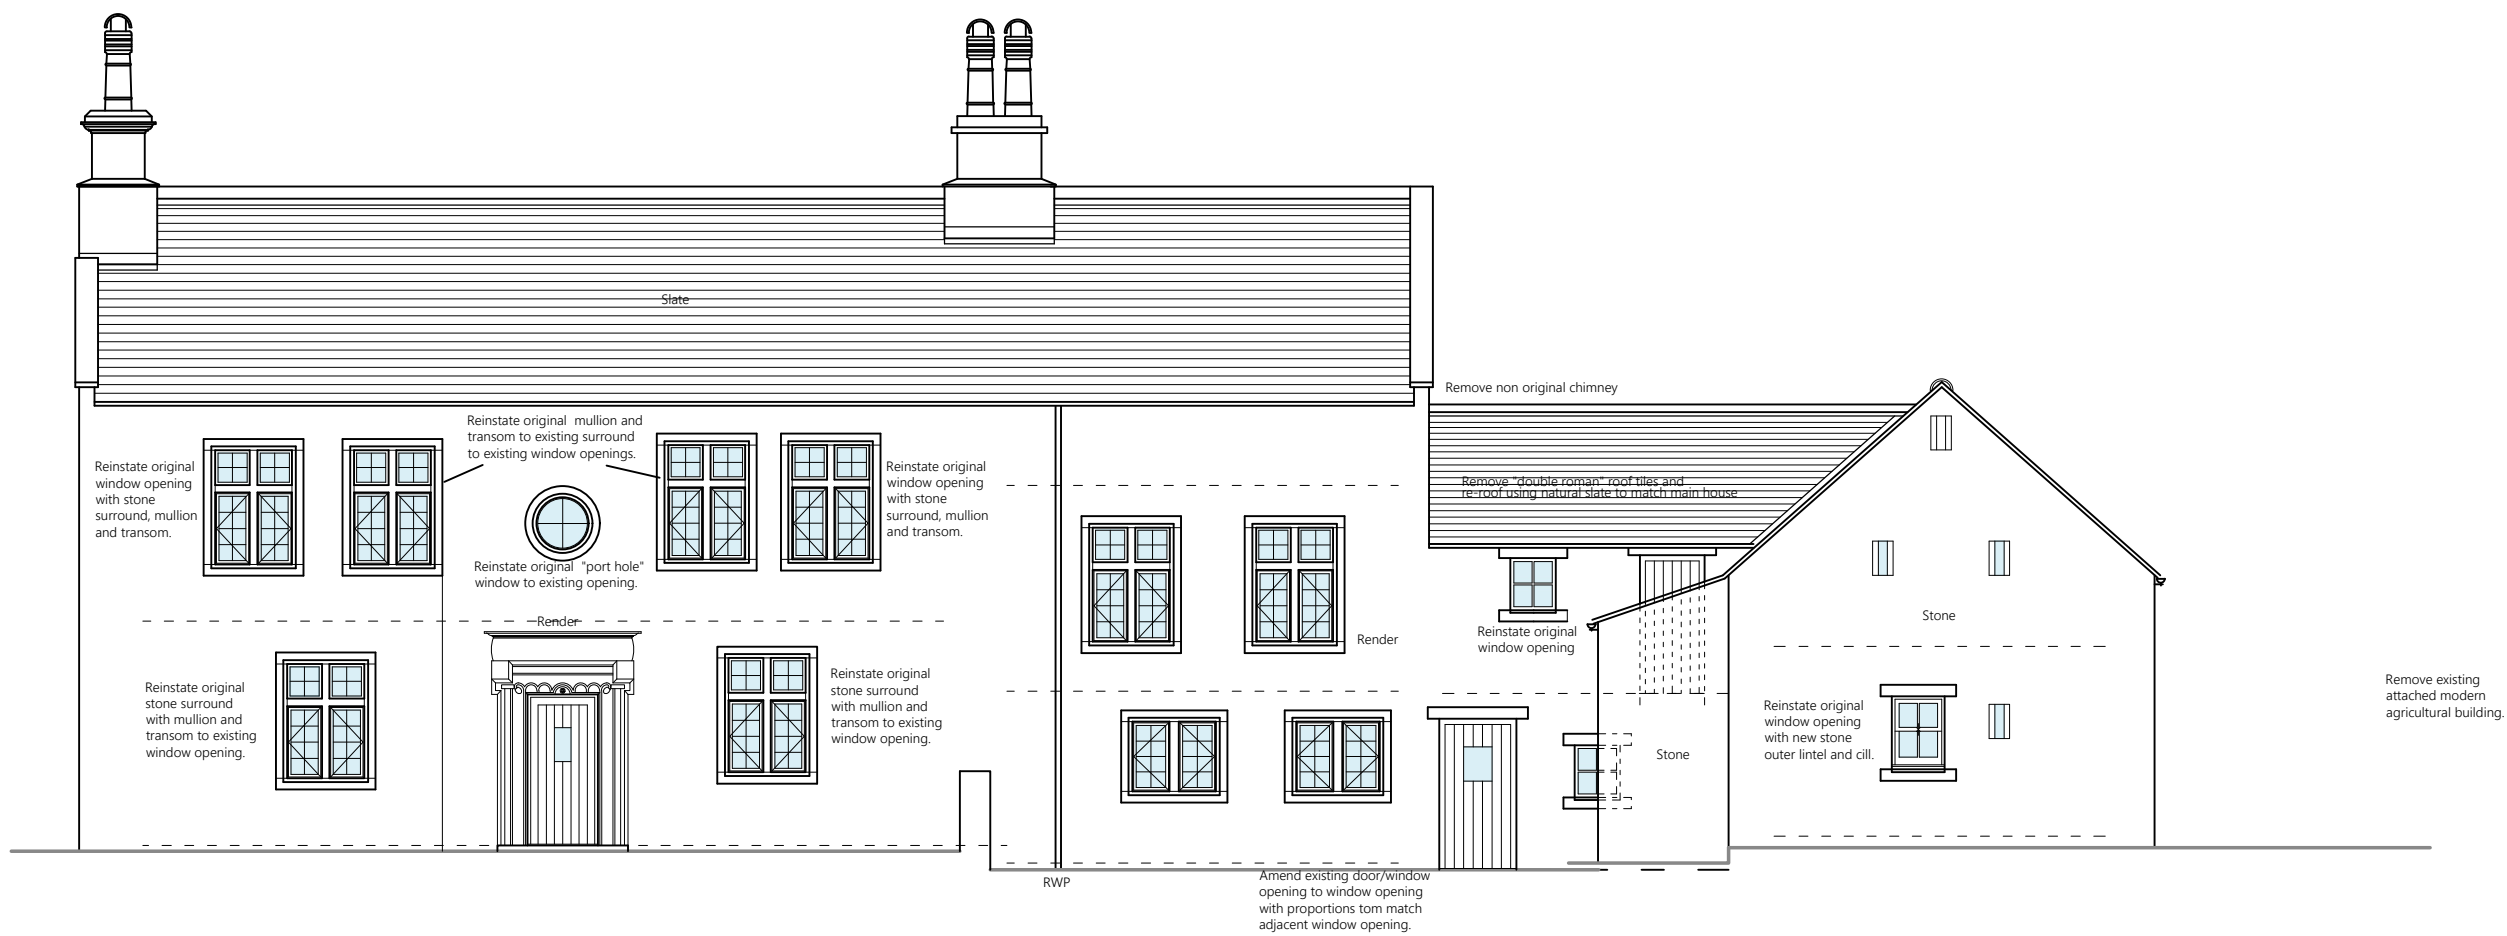 Slate
Remove non original chimney
Reinstate original  mullion and
transom to existing surround
to existing window openings.
Reinstate original
window opening
with stone
surround, mullion
and transom.
Reinstate original
window opening
with stone
surround, mullion
and transom.
Remove "double roman" roof tiles and
re-roof using natural slate to match main house
Reinstate original  "port hole"
window to existing opening.
Render
Render
Reinstate original
window opening
Stone
Reinstate original
stone surround
with mullion and
transom to existing
window opening.
Reinstate original
stone surround
with mullion and
transom to existing
window opening.
Stone
Reinstate original
window opening
with new stone
outer lintel and cill.
Remove existing
attached modern
agricultural building.
RWP
Amend existing door/window
opening to window opening
with proportions tom match
adjacent window opening.